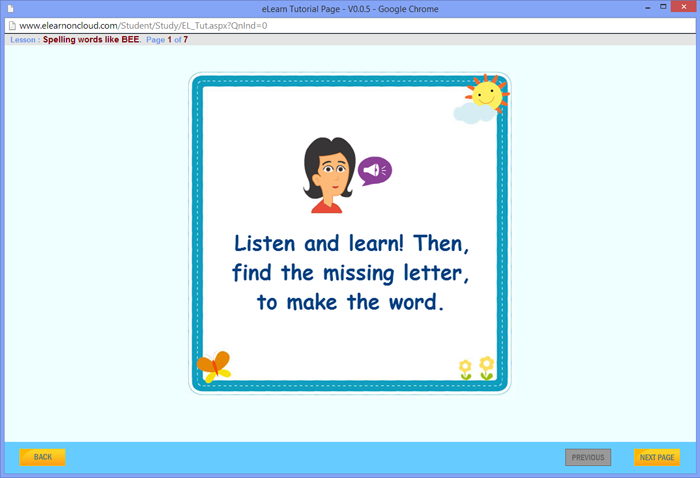 eLearn Tutorial Page - V0.0.5 - Google Chrome
www.elearnoncloud.com/Student/Study/EL_Tut.aspx?QnInd=0
Lesson : Spelling words like BEE. Page 1 of 7
Listen and learn! Then,
find the missing letter,
to make the word.
BACK
PREVIOUS
NEXT PAGE